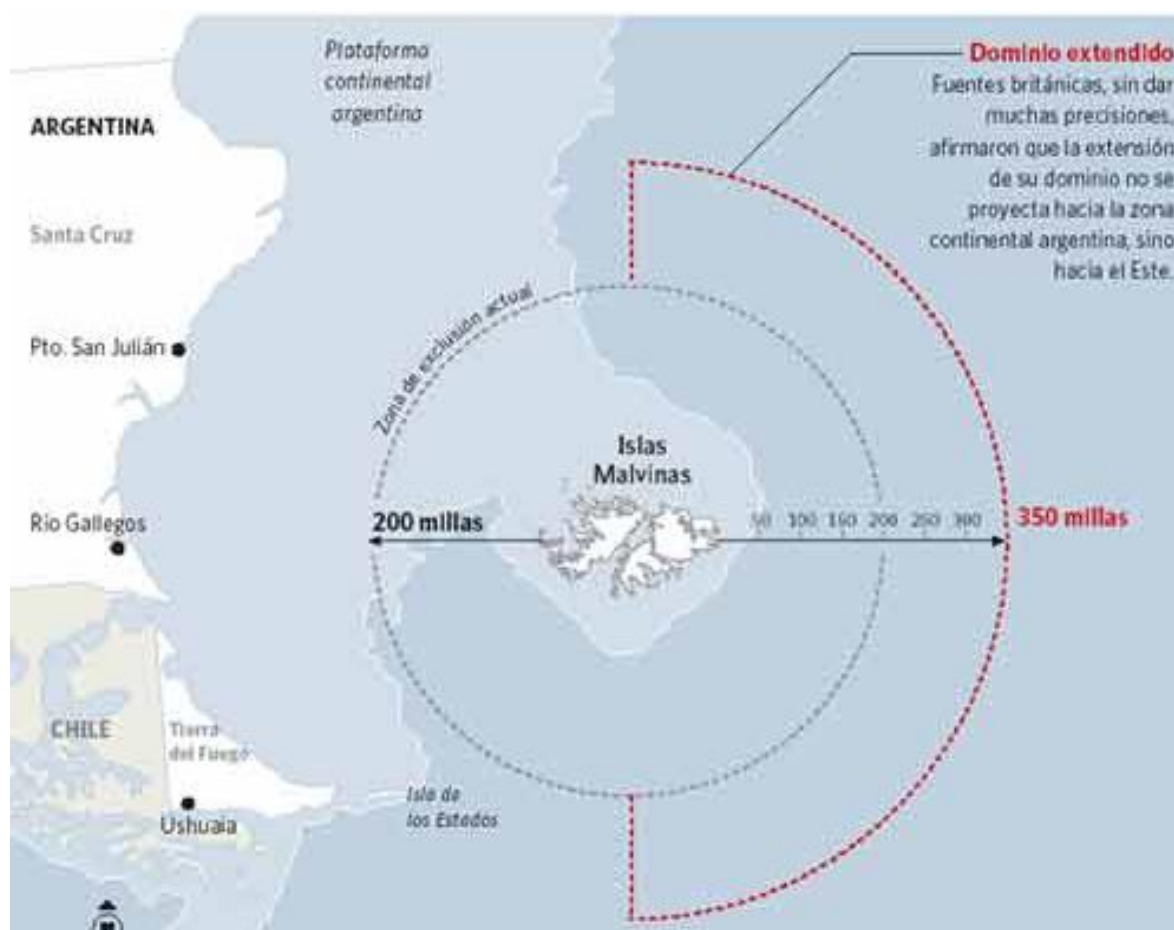 Plataforma
continental
argentina
Dominio extendido
Fuentes británicas, sin dar
muchas precisiones,
afirmaron que la extensión
de su dominio no se
proyecta hacia la zona
continental argentina, sino
hacia el Este.
ARGENTINA
Santa Cruz
Pto. San Julián
Zona de exclusión actual
Islas
Malvinas
Río Gallegos
200 millas
50 100 150 200 250 300
350 millas
CHILE
Tierra
del Fuego
Isla de
los Estados
Ushuaia